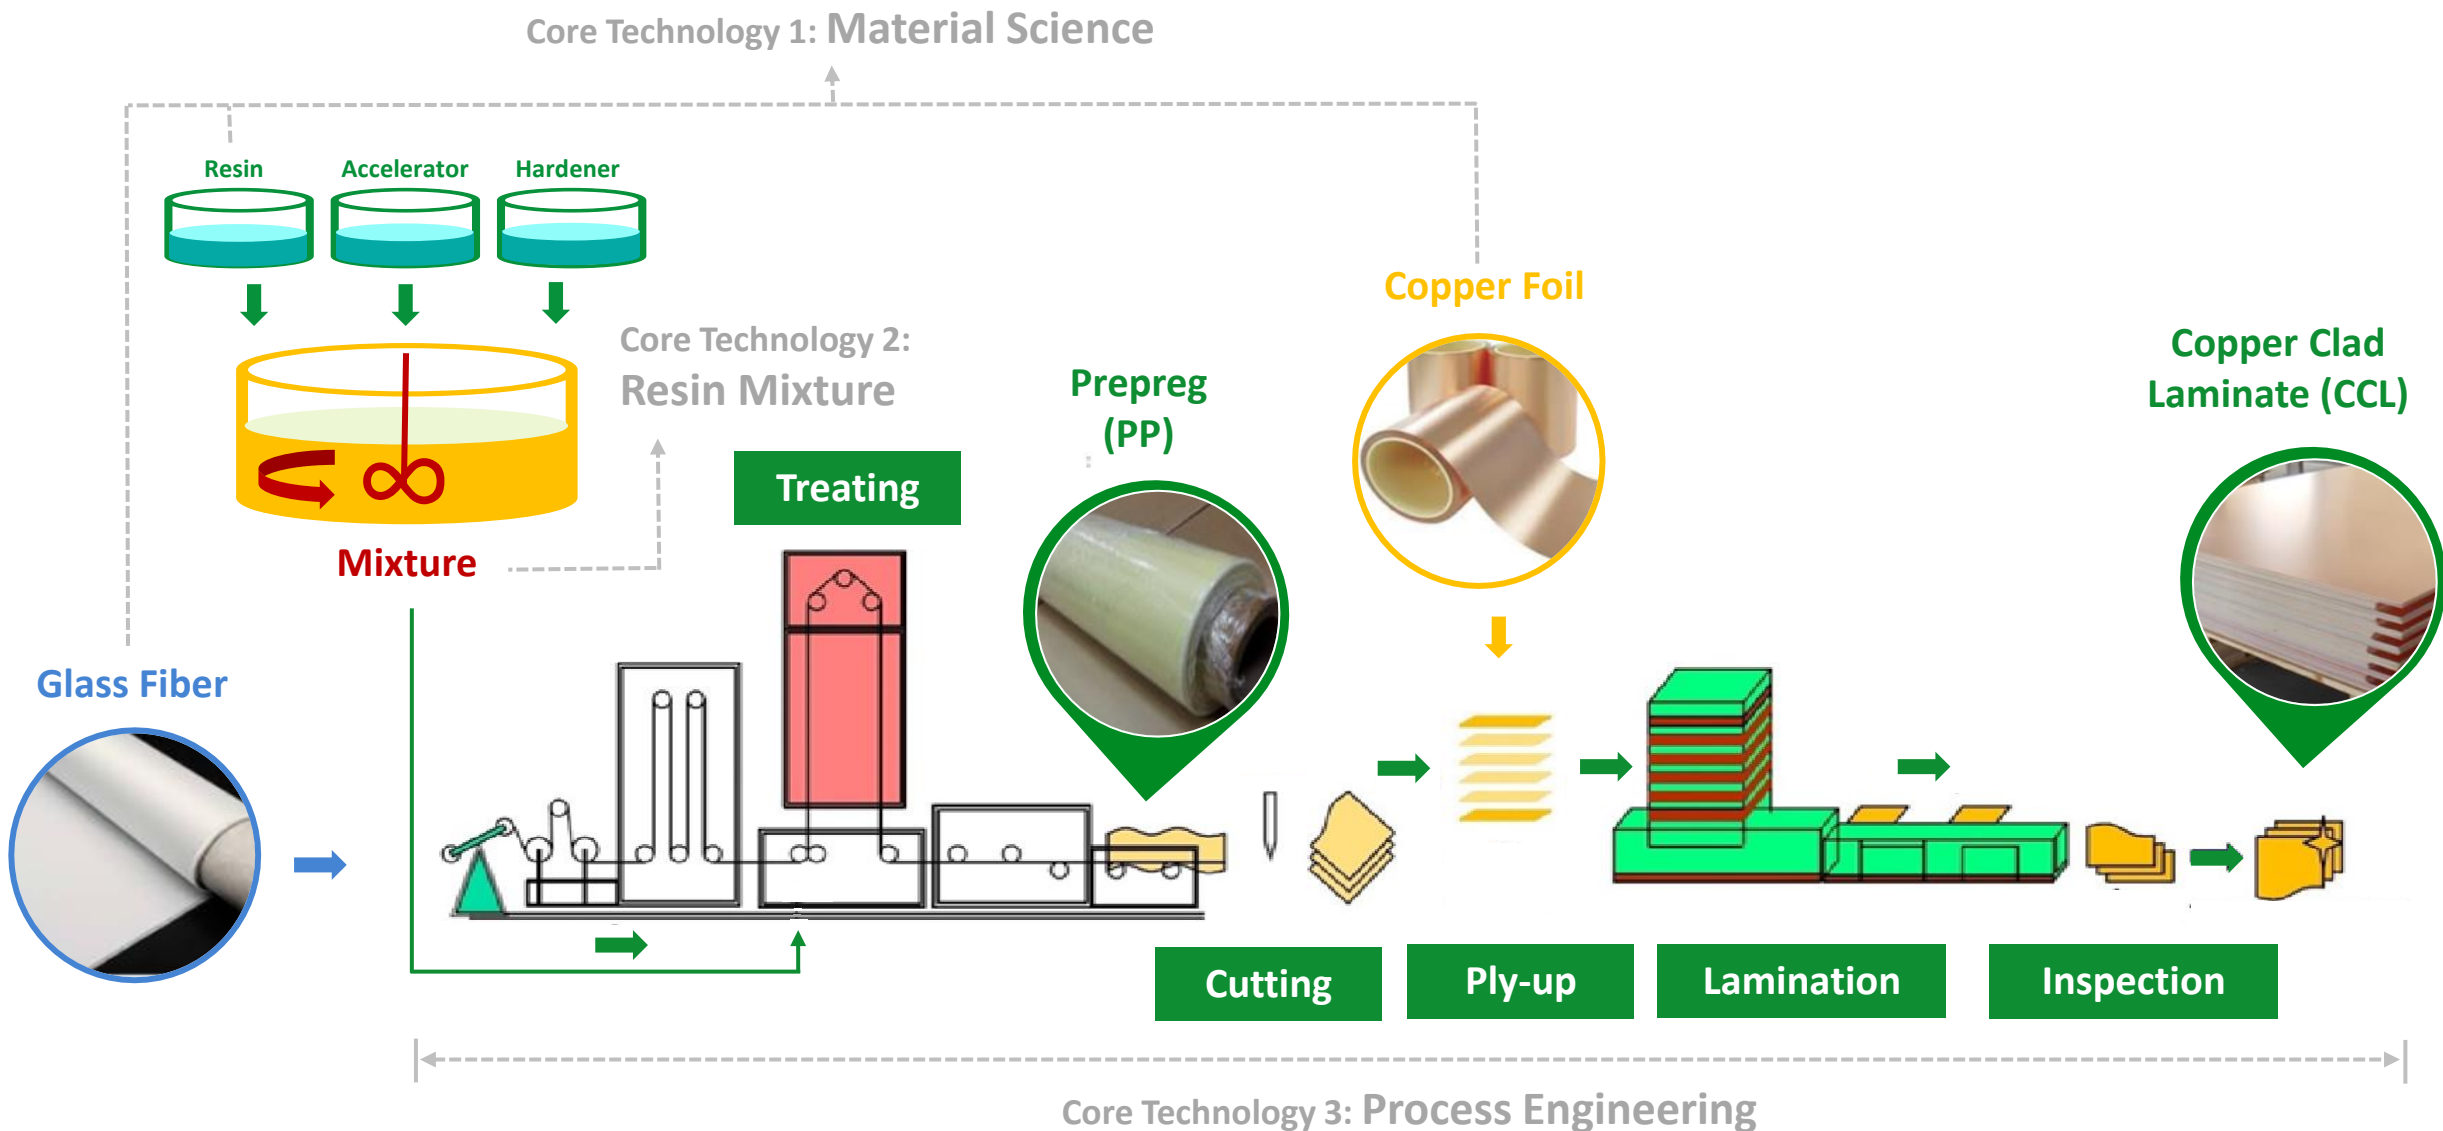 Core Technology 1: Material Science
Resin
Accelerator
Hardener
Core Technology 2:
Resin Mixture
Mixture
Treating
Prepreg
(PP)
Copper Foil
Copper Clad
Laminate (CCL)
Glass Fiber
Cutting
Ply-up
Lamination
Inspection
Core Technology 3: Process Engineering